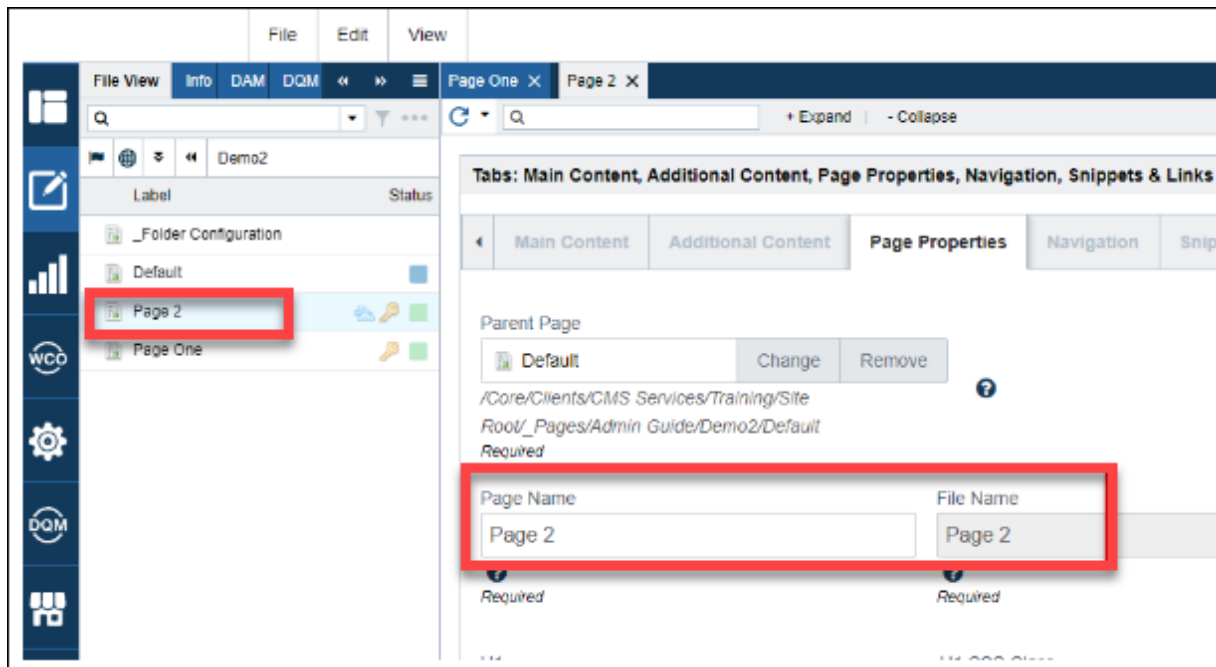 File Edit View
File View Info DAM DQM Page One Page 2
+ Expand - Collapse
Demo2
Label Status
_Folder Configuration
Default
Page 2
Page One
WCO
DQM
Tabs: Main Content, Additional Content, Page Properties, Navigation, Snippets & Links
Main Content Additional Content Page Properties Navigation Snip
Parent Page
Default Change Remove
/Core/Clients/CMS Services/Training/Site
Root/_Pages/Admin Guide/Demo2/Default
Required
Page Name File Name
Page 2 Page 2
Required Required